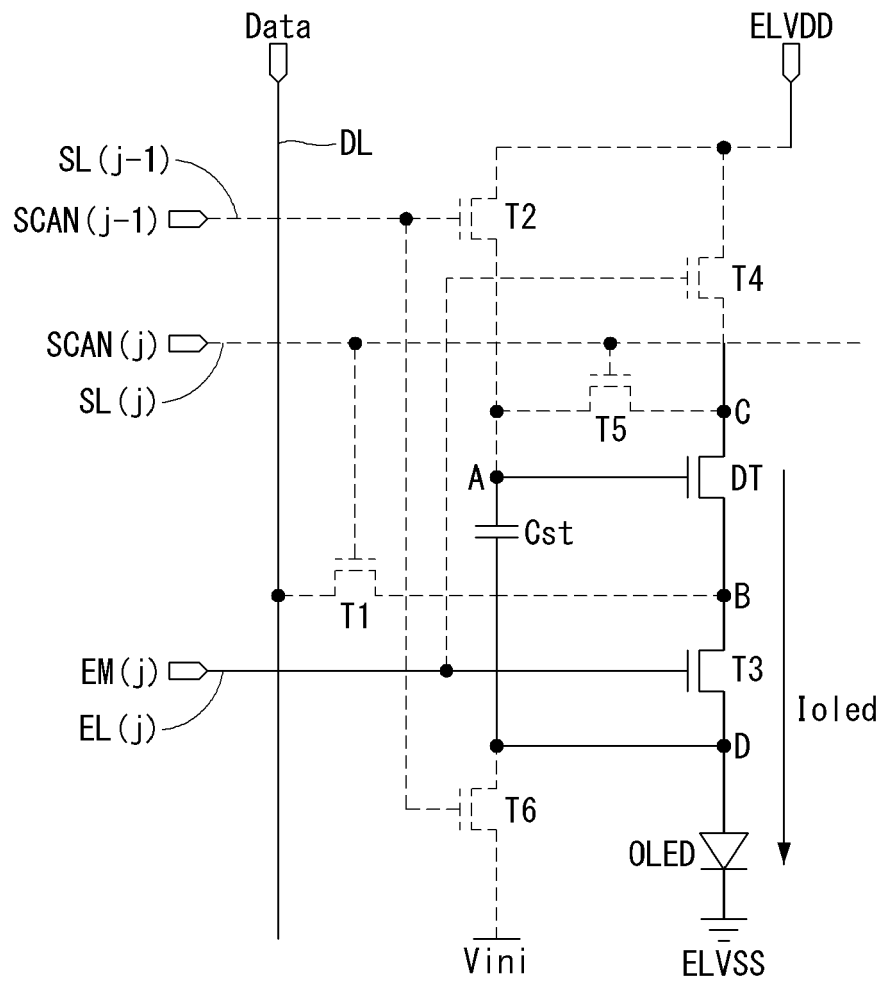 Data
ELVDD
DL
SL(j-1)
SCAN(j-1)
T2
T4
SCAN(j)
SL(j)
C
T5
A
DT
Cst
B
T1
EM(j)
T3
EL(j)
Ioled
D
T6
OLED
Vini
ELVSS